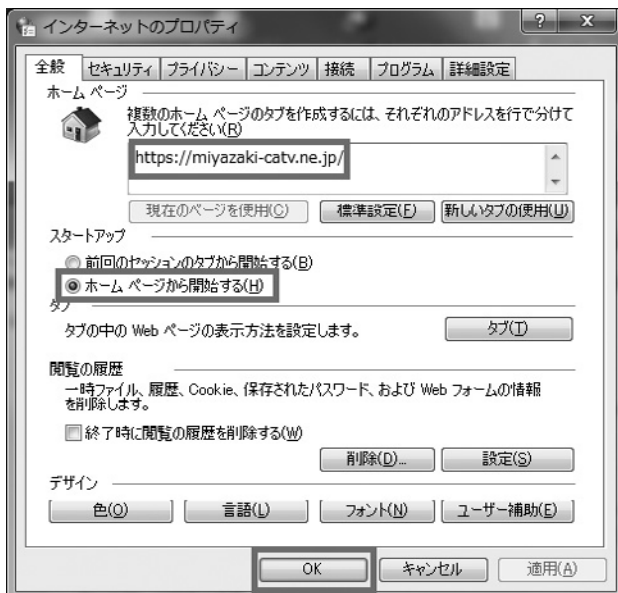 インターネットのプロパティ
? X
全般 セキュリティ プライバシー コンテンツ 接続 プログラム 詳細設定
ホーム ページ
複数のホーム ページのタブを作成するには、それぞれのアドレスを行で分けて
入力してください(R)
https://miyazaki-catv.ne.jp/
現在のページを使用(C) 標準設定(F) 新しいタブの使用(U)
スタートアップ
前回のセッションのタブから開始する(B)
ホーム ページから開始する(H)
タブ
タブの中の Web ページの表示方法を設定します。 タブ(T)
閲覧の履歴
一時ファイル、履歴、Cookie、保存されたパスワード、および Web フォームの情報
を削除します。
終了時に閲覧の履歴を削除する(W)
削除(D)... 設定(S)
デザイン
色(O) 言語(L) フォント(N) ユーザー補助(E)
OK キャンセル 適用(A)